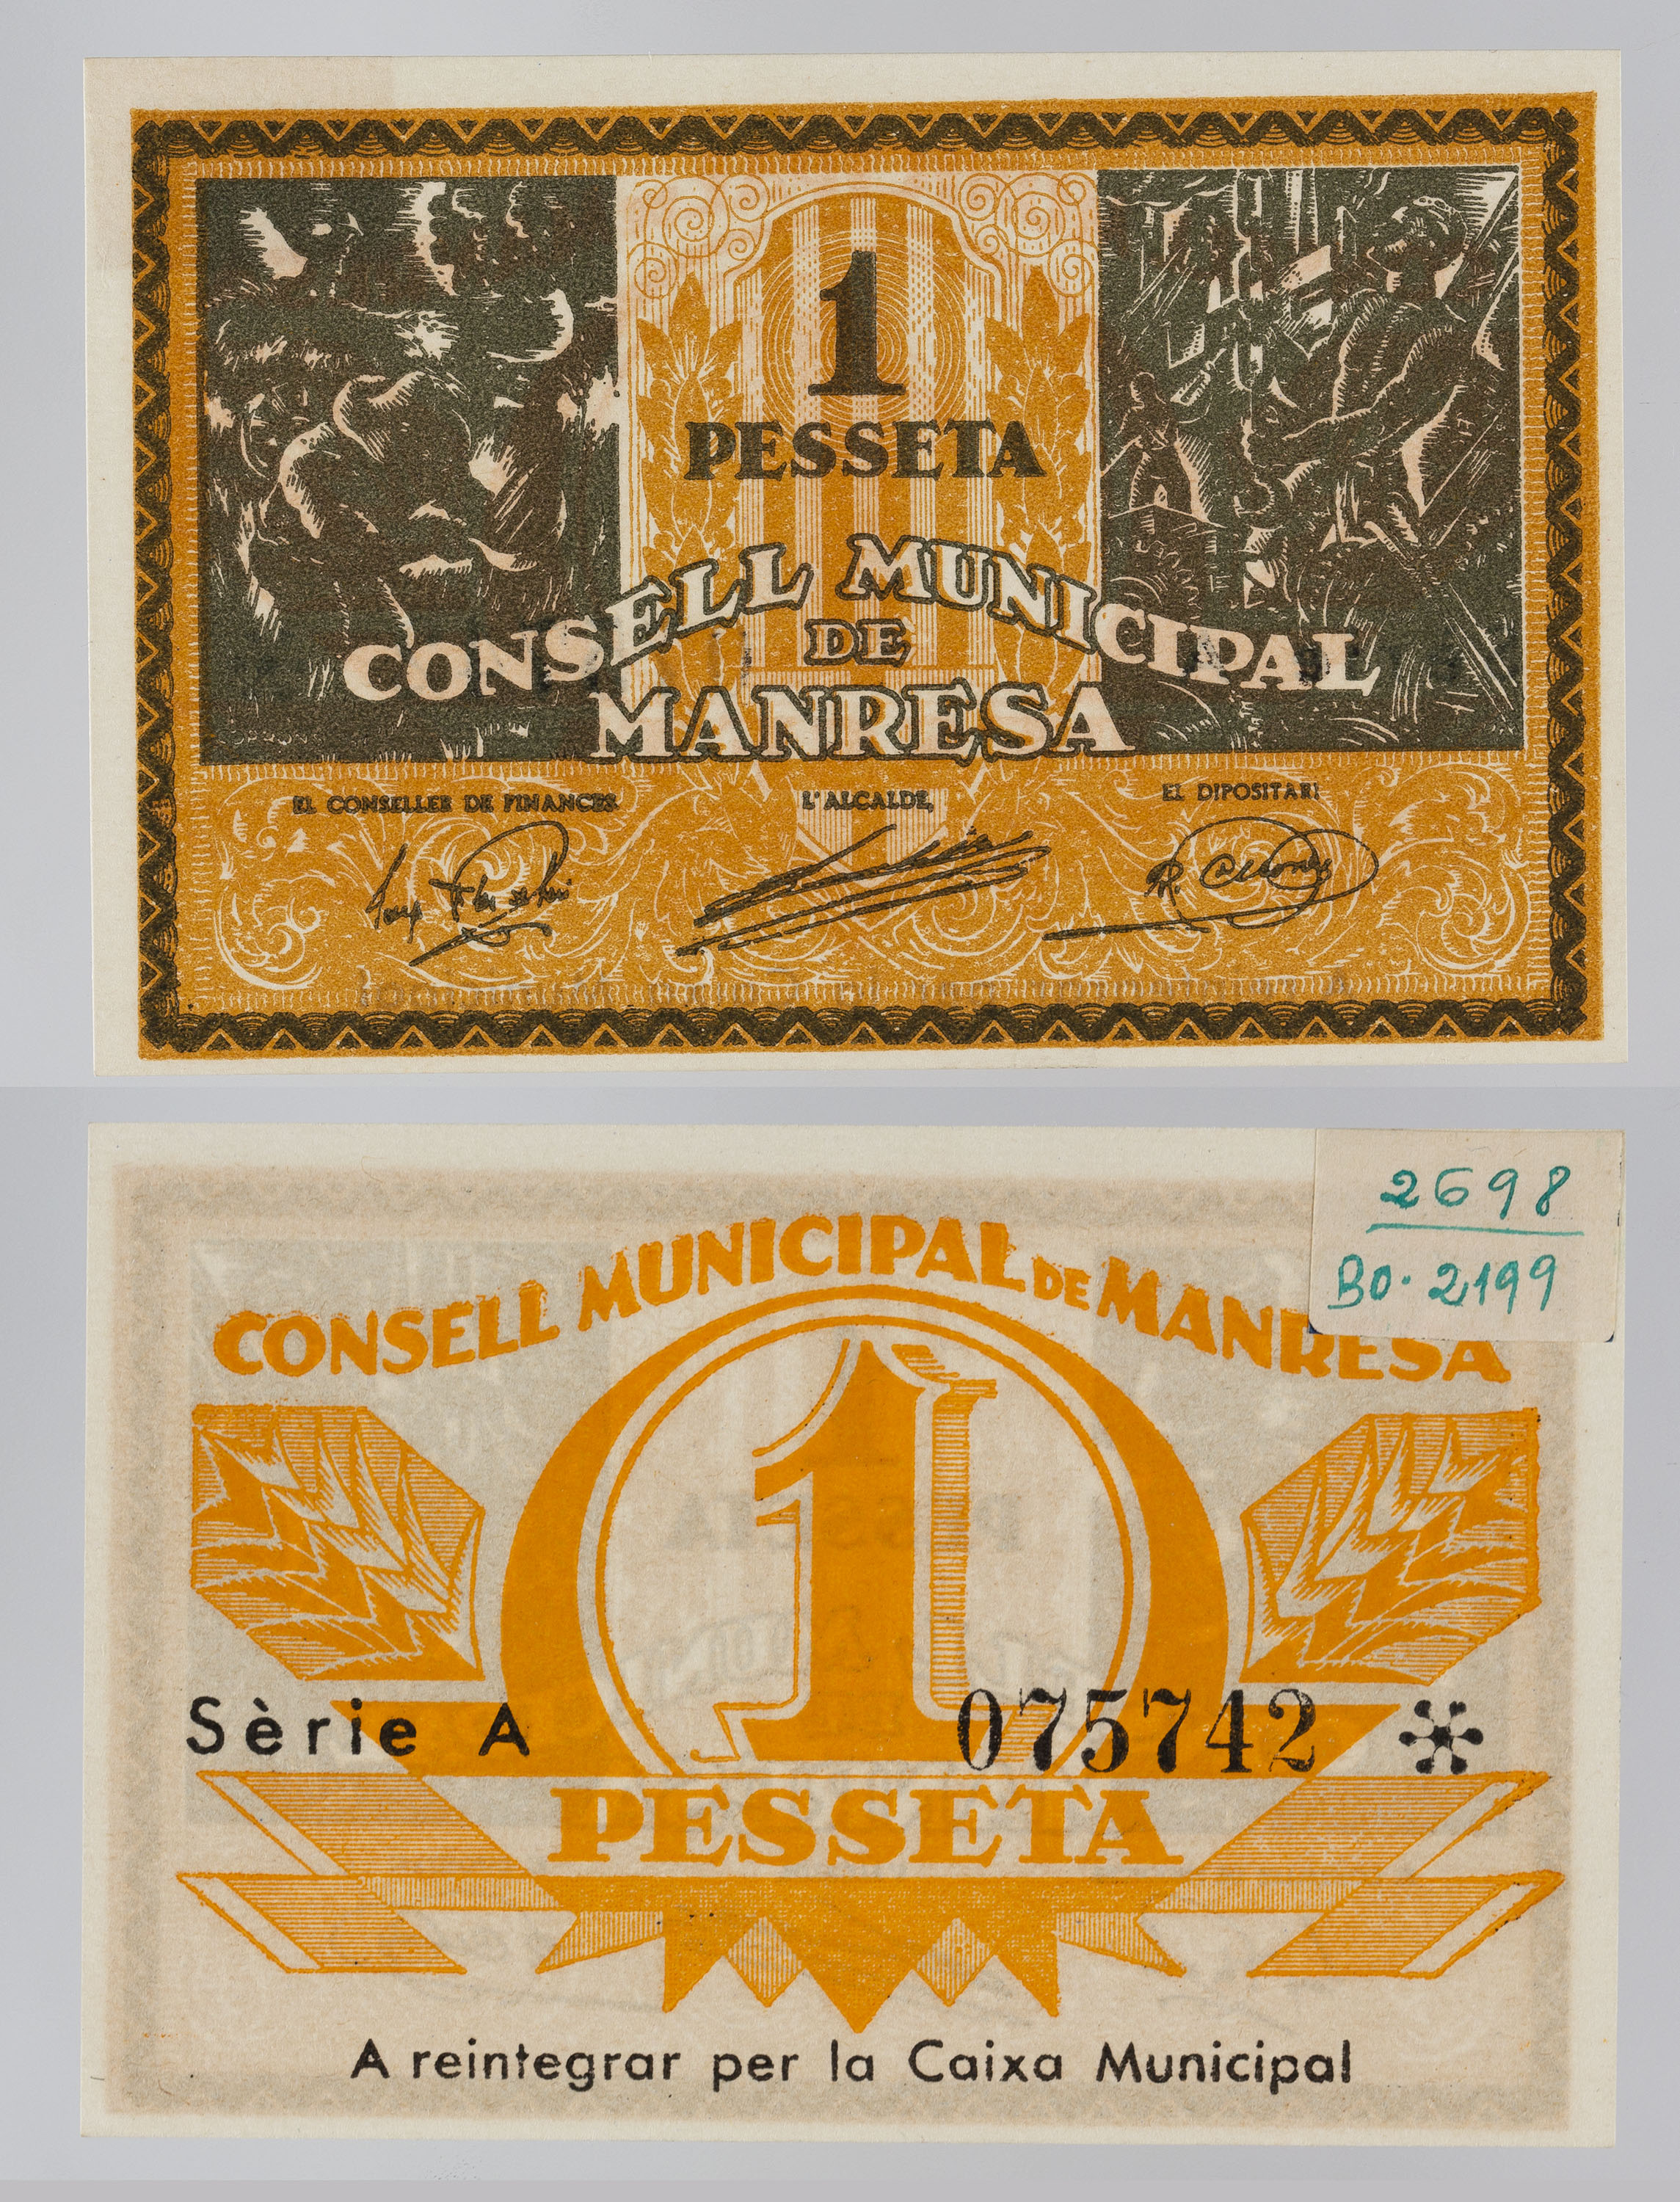 1
PESSETA
CONSELL MUNICIPAL
DE
MANRESA
EL CONSELLER DE FINANCES
L'ALCALDE,
EL DIPOSITARI
2698
BO. 2199
CONSELL MUNICIPAL DE MANRESA
1
Sèrie A 075742
PESSETA
A reintegrar per la Caixa Municipal